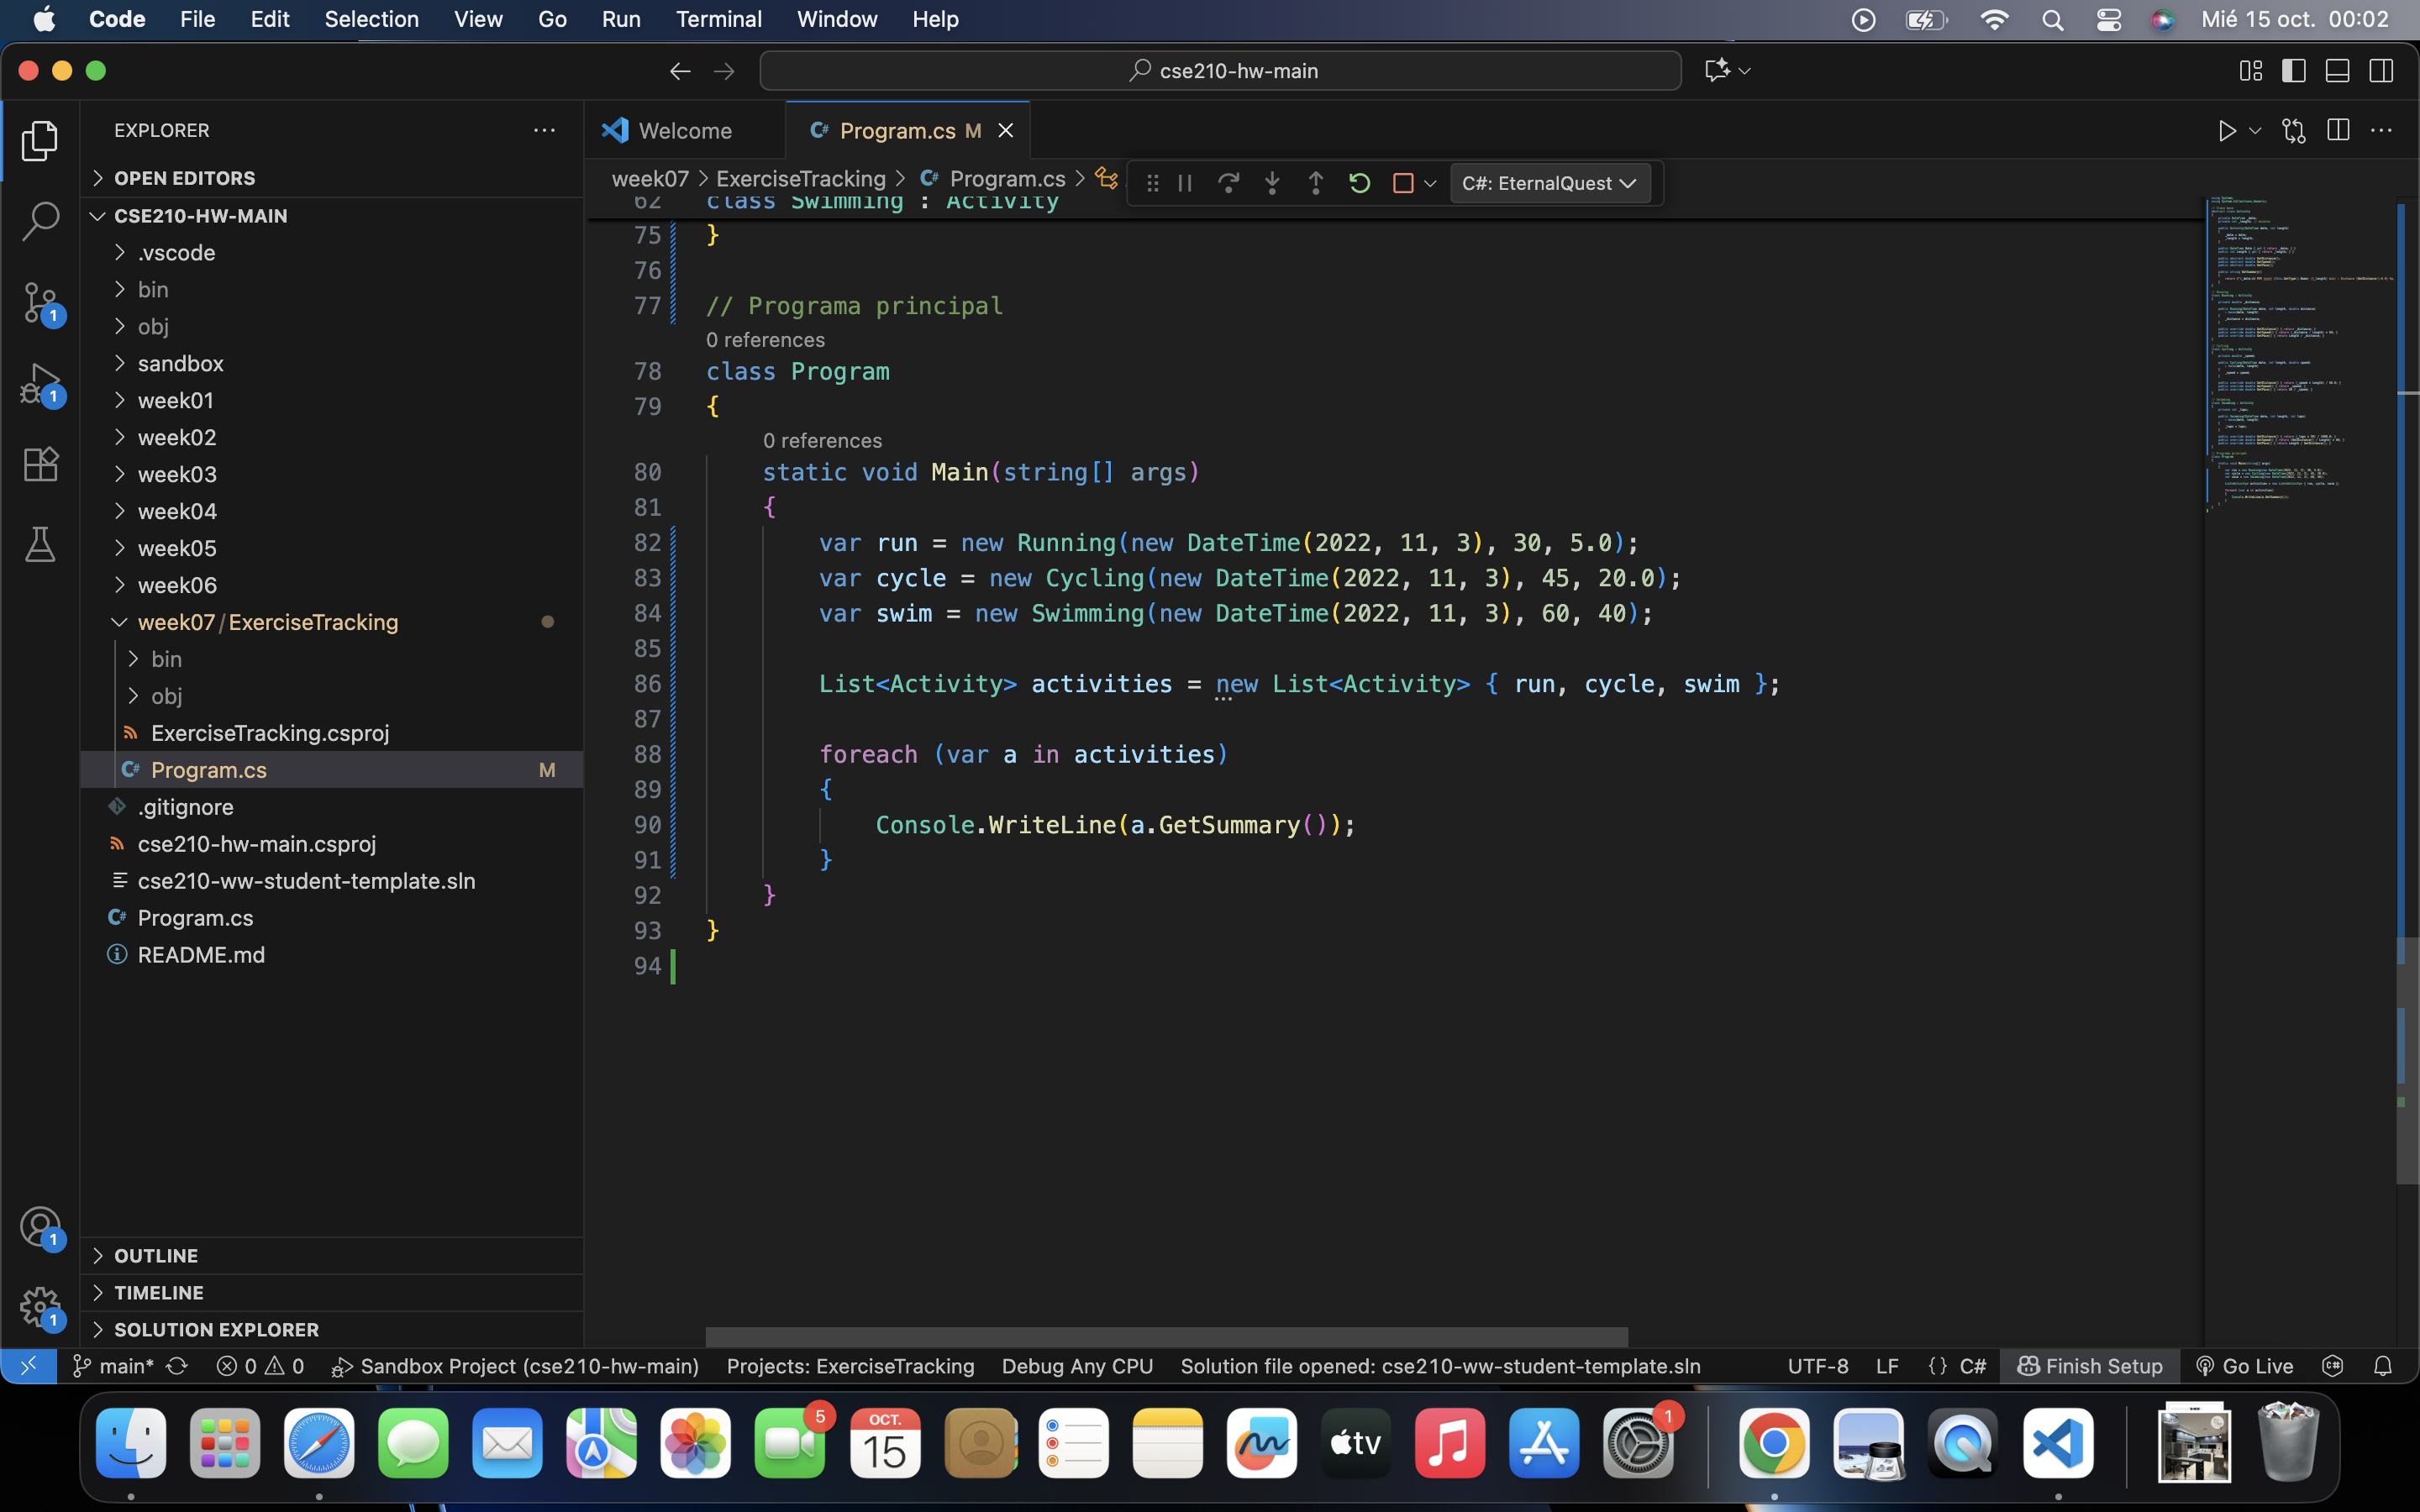 Code File Edit Selection View Go Run Terminal Window Help Mié 15 oct. 00:02
cse210-hw-main
EXPLORER
OPEN EDITORS
CSE210-HW-MAIN
.vscode
bin
obj
sandbox
week01
week02
week03
week04
week05
week06
week07/ExerciseTracking
bin
obj
ExerciseTracking.csproj
Program.cs M
.gitignore
cse210-hw-main.csproj
cse210-ww-student-template.sln
Program.cs
README.md
OUTLINE
TIMELINE
SOLUTION EXPLORER
1
1
1
1
Welcome Program.cs M
week07 > ExerciseTracking > Program.cs >
C#: EternalQuest
62 class Swimming : Activity
75 }
76
77 // Programa principal
0 references
78 class Program
79 {
0 references
80 static void Main(string[] args)
81 {
82 var run = new Running(new DateTime(2022, 11, 3), 30, 5.0);
83 var cycle = new Cycling(new DateTime(2022, 11, 3), 45, 20.0);
84 var swim = new Swimming(new DateTime(2022, 11, 3), 60, 40);
85
86 List<Activity> activities = new List<Activity> { run, cycle, swim };
87
88 foreach (var a in activities)
89 {
90 Console.WriteLine(a.GetSummary());
91 }
92 }
93 }
94
main* 0 0 Sandbox Project (cse210-hw-main) Projects: ExerciseTracking Debug Any CPU Solution file opened: cse210-ww-student-template.sln UTF-8 LF {} C# Finish Setup Go Live
5
OCT.
15
tv
1